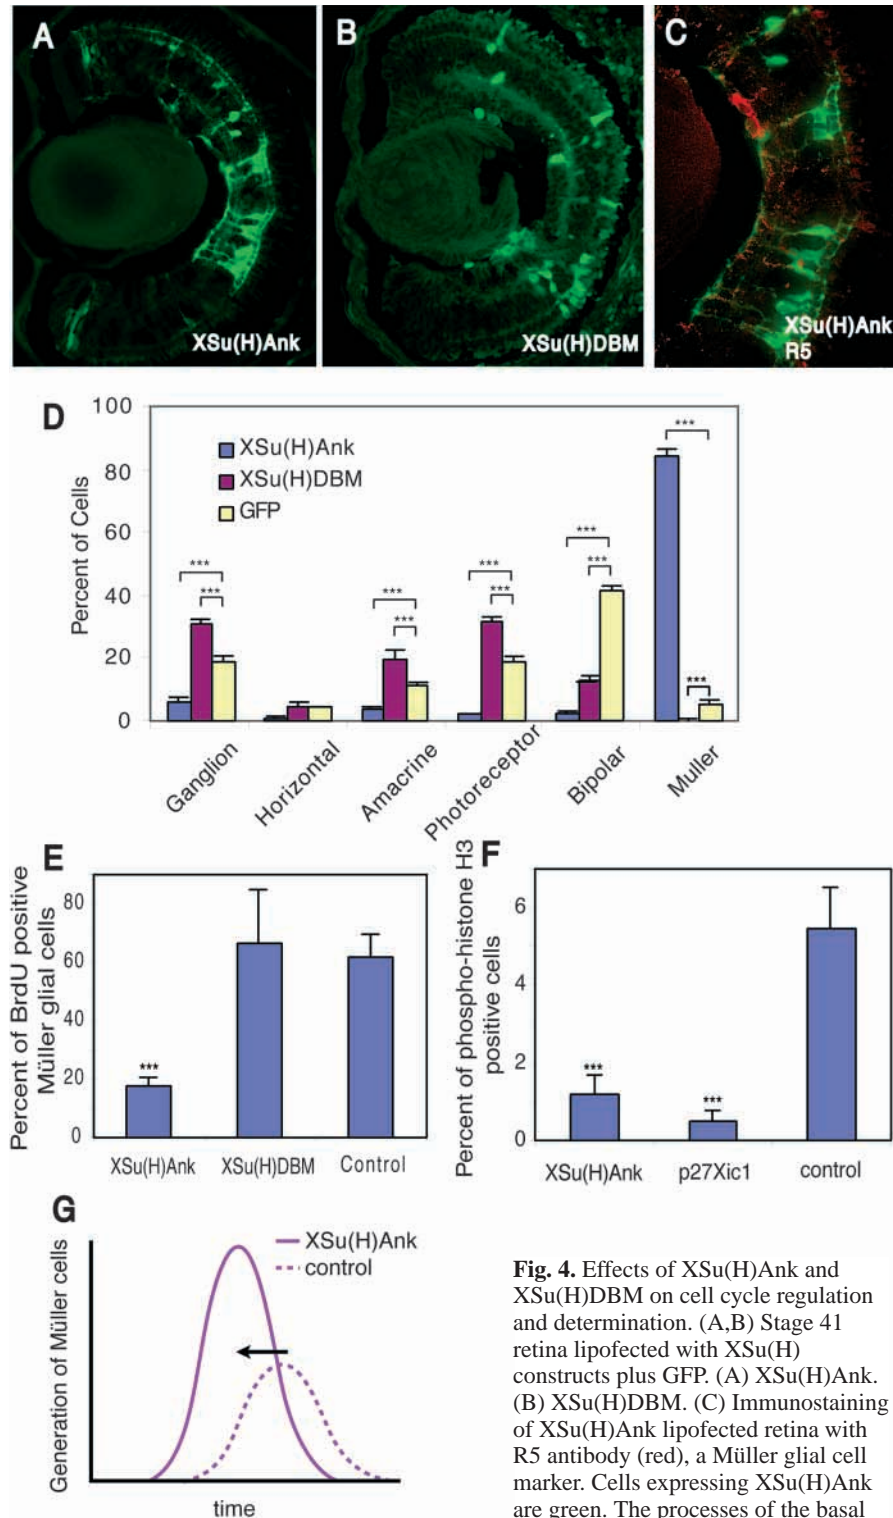 A
XSu(H)Ank
B
XSu(H)DBM
C
XSu(H)Ank
R5
D
Percent of Cells
100
80
60
40
20
0
XSu(H)Ank
XSu(H)DBM
GFP
***
***
***
***
***
***
***
***
***
***
Ganglion
Horizontal
Amacrine
Photoreceptor
Bipolar
Muller
E
Percent of BrdU positive
Müller glial cells
80
60
40
20
0
***
XSu(H)Ank
XSu(H)DBM
Control
F
Percent of phospho-histone H3
positive cells
6
4
2
0
***
***
XSu(H)Ank
p27Xic1
control
G
Generation of Müller cells
XSu(H)Ank
control
time
Fig. 4. Effects of XSu(H)Ank and
XSu(H)DBM on cell cycle regulation
and determination. (A,B) Stage 41
retina lipofected with XSu(H)
constructs plus GFP. (A) XSu(H)Ank.
(B) XSu(H)DBM. (C) Immunostaining
of XSu(H)Ank lipofected retina with
R5 antibody (red), a Müller glial cell
marker. Cells expressing XSu(H)Ank
are green. The processes of the basal